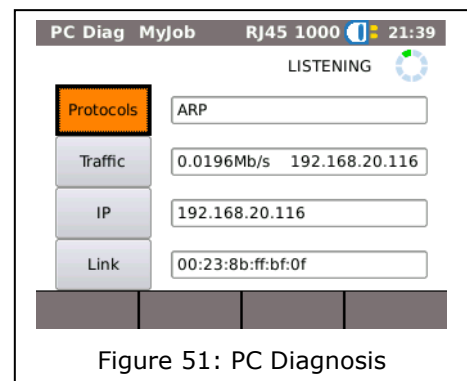 PC Diag MyJob RJ45 1000 21:39
LISTENING
Protocols ARP
Traffic 0.0196Mb/s 192.168.20.116
IP 192.168.20.116
Link 00:23:8b:ff:bf:0f
Figure 51: PC Diagnosis